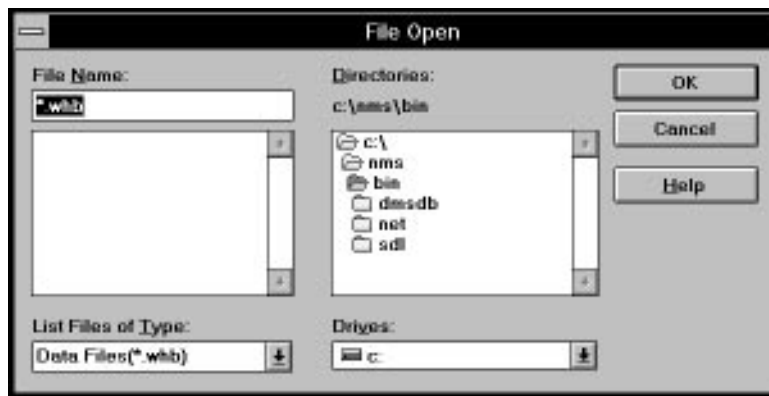 File Open
File Name:
*.whb
Directories:
c:\nms\bin
c:\
nms
bin
dmsdb
net
sdl
OK
Cancel
Help
List Files of Type:
Data Files(*.whb)
Drives:
c: